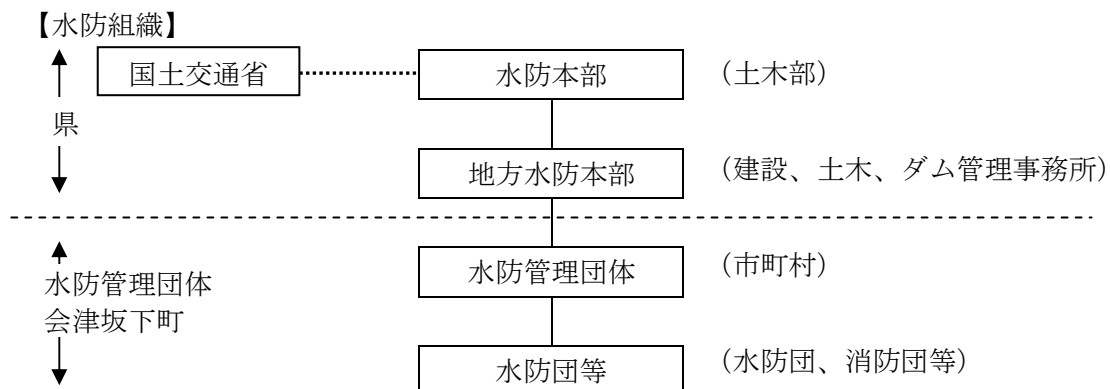 【水防組織】
国土交通省
水防本部
（土木部）
県
地方水防本部
（建設、土木、ダム管理事務所）
水防管理団体
（市町村）
水防管理団体
会津坂下町
水防団等
（水防団、消防団等）